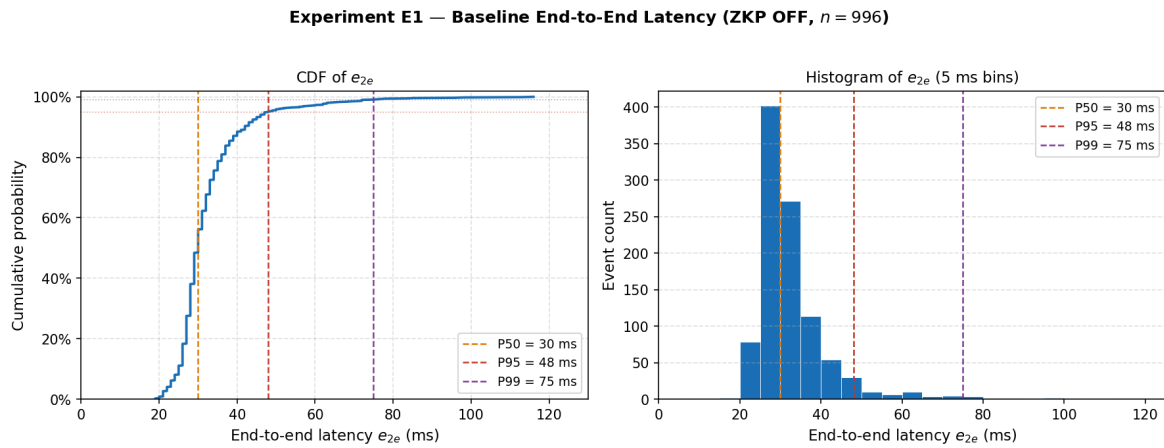 Experiment E1 — Baseline End-to-End Latency (ZKP OFF, n = 996)
CDF of e2e
100%
80%
60%
40%
20%
0%
Cumulative probability
P50 = 30 ms
P95 = 48 ms
P99 = 75 ms
0 20 40 60 80 100 120
End-to-end latency e2e (ms)
Histogram of e2e (5 ms bins)
400
350
300
250
200
150
100
50
0
Event count
P50 = 30 ms
P95 = 48 ms
P99 = 75 ms
0 20 40 60 80 100 120
End-to-end latency e2e (ms)